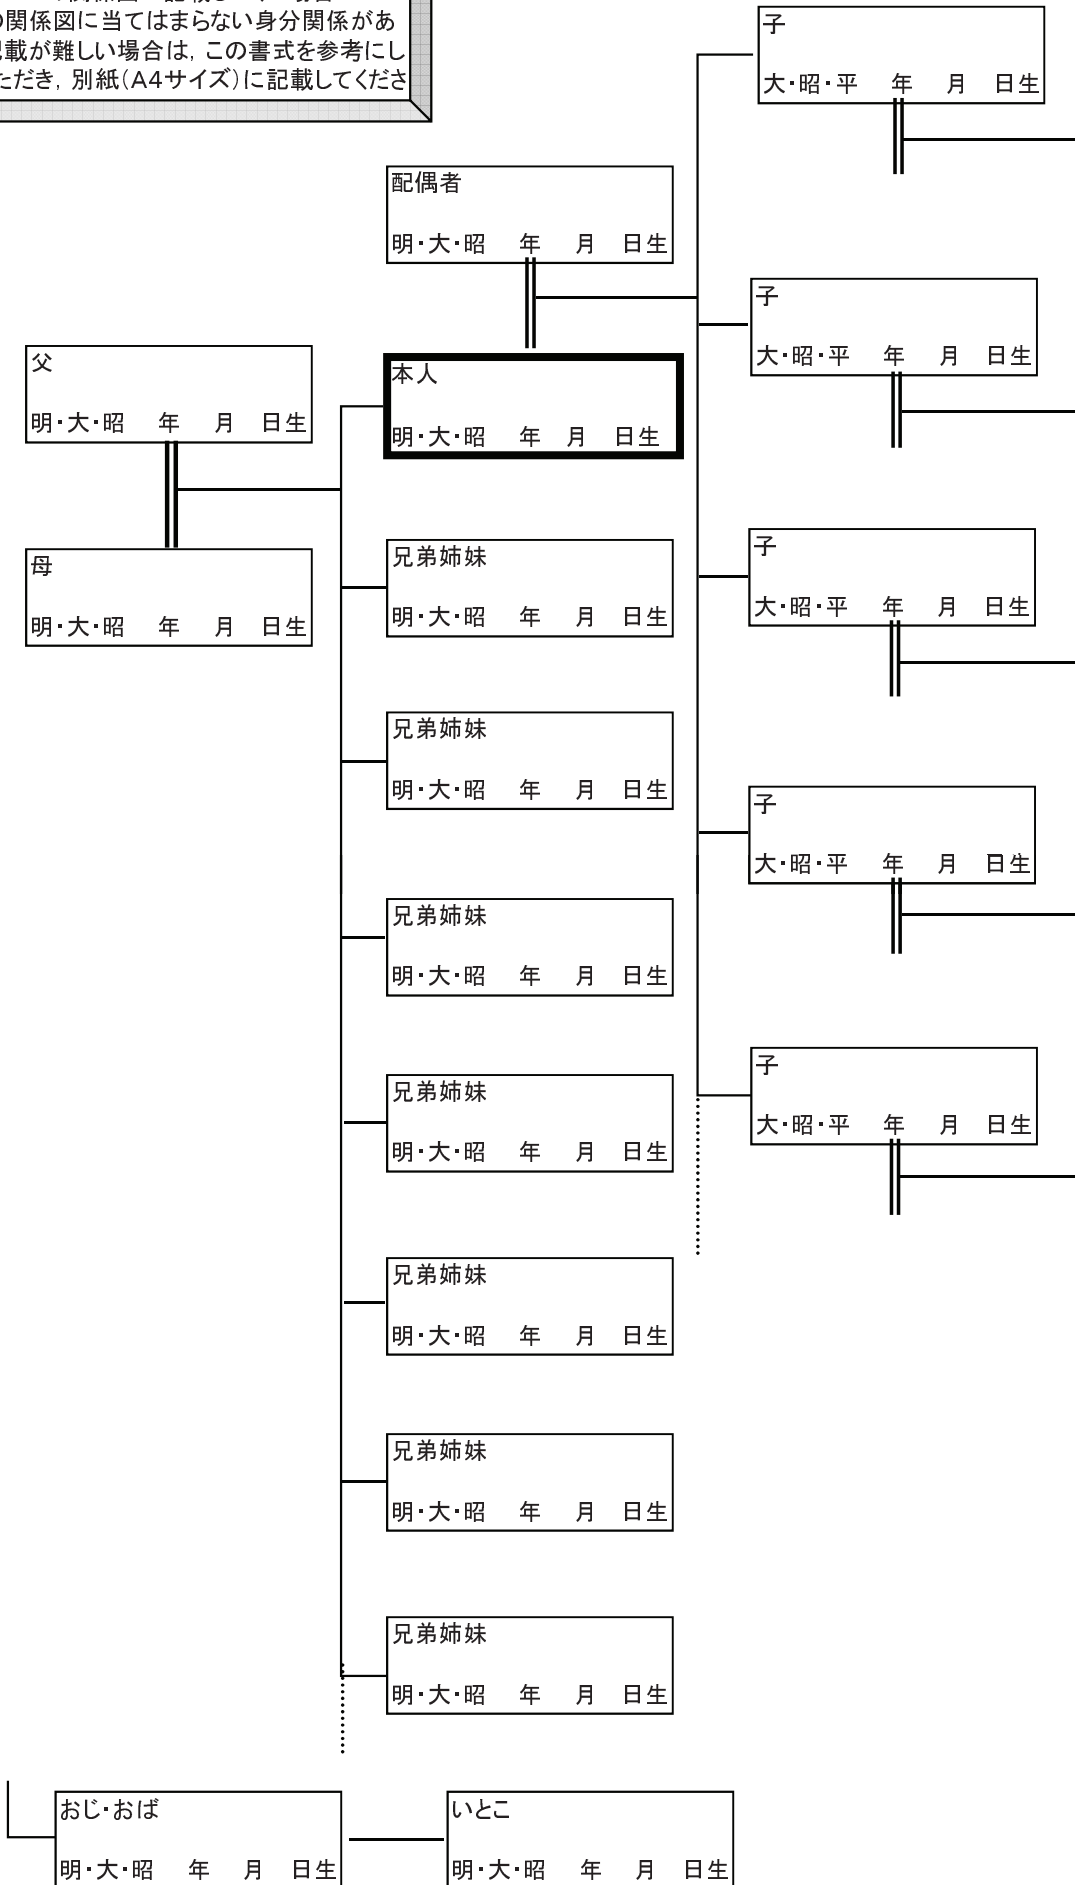 の関係図に当てはまらない身分関係があ
記載が難しい場合は，この書式を参考にし
ただき，別紙（A4サイズ）に記載してくださ
子
大・昭・平　年　月　日生
配偶者
明・大・昭　年　月　日生
子
大・昭・平　年　月　日生
父
明・大・昭　年　月　日生
本人
明・大・昭　年　月　日生
母
明・大・昭　年　月　日生
兄弟姉妹
明・大・昭　年　月　日生
子
大・昭・平　年　月　日生
兄弟姉妹
明・大・昭　年　月　日生
子
大・昭・平　年　月　日生
兄弟姉妹
明・大・昭　年　月　日生
子
大・昭・平　年　月　日生
兄弟姉妹
明・大・昭　年　月　日生
兄弟姉妹
明・大・昭　年　月　日生
兄弟姉妹
明・大・昭　年　月　日生
兄弟姉妹
明・大・昭　年　月　日生
おじ・おば
明・大・昭　年　月　日生
いとこ
明・大・昭　年　月　日生